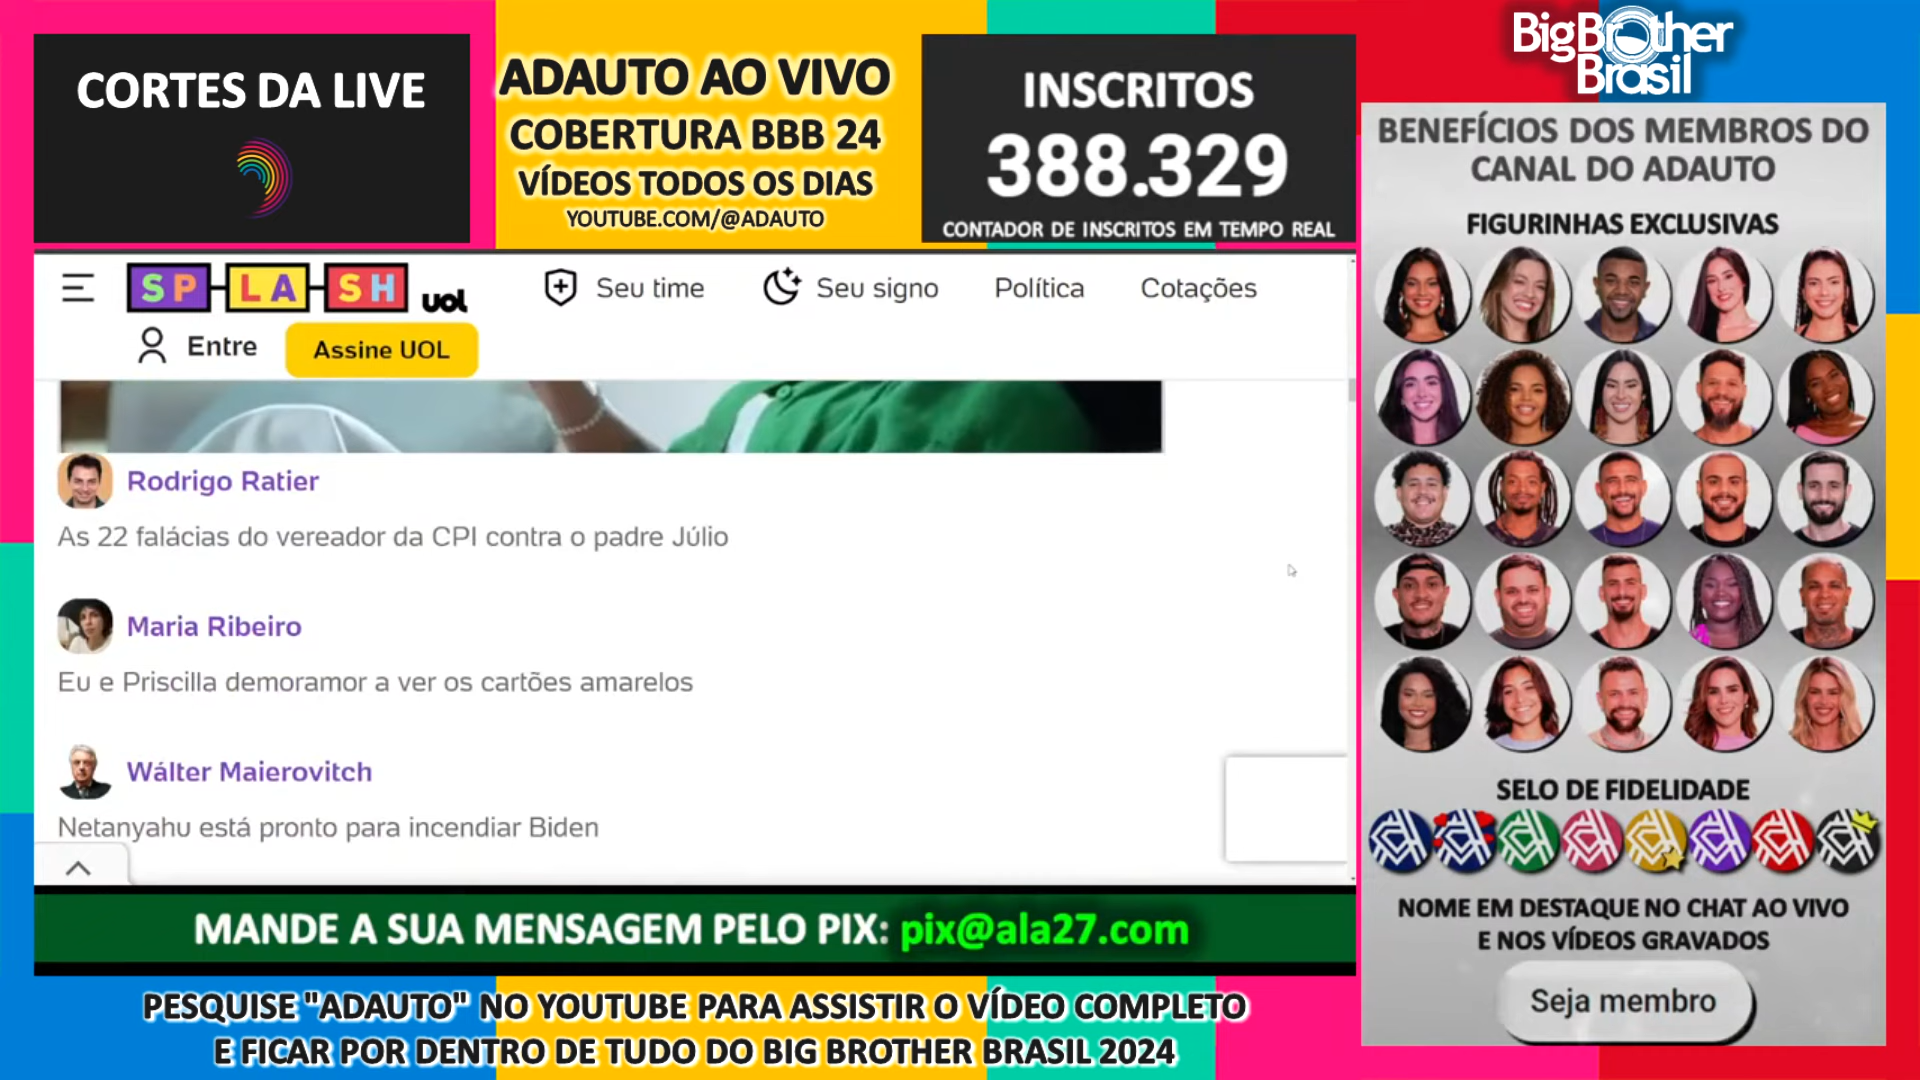 CORTES DA LIVE
ADAUTO AO VIVO
COBERTURA BBB 24
VÍDEOS TODOS OS DIAS
YOUTUBE.COM/@ADAUTO
INSCRITOS
388.329
CONTADOR DE INSCRITOS EM TEMPO REAL
BigBrother
Brasil
BENEFÍCIOS DOS MEMBROS DO
CANAL DO ADAUTO
FIGURINHAS EXCLUSIVAS
SPLASH uol
Seu time
Seu signo
Política
Cotações
Entre
Assine UOL
Rodrigo Ratier
As 22 falácias do vereador da CPI contra o padre Júlio
Maria Ribeiro
Eu e Priscilla demoramor a ver os cartões amarelos
Wálter Maierovitch
Netanyahu está pronto para incendiar Biden
SELO DE FIDELIDADE
NOME EM DESTAQUE NO CHAT AO VIVO
E NOS VÍDEOS GRAVADOS
Seja membro
MANDE A SUA MENSAGEM PELO PIX: pix@ala27.com
PESQUISE "ADAUTO" NO YOUTUBE PARA ASSISTIR O VÍDEO COMPLETO
E FICAR POR DENTRO DE TUDO DO BIG BROTHER BRASIL 2024